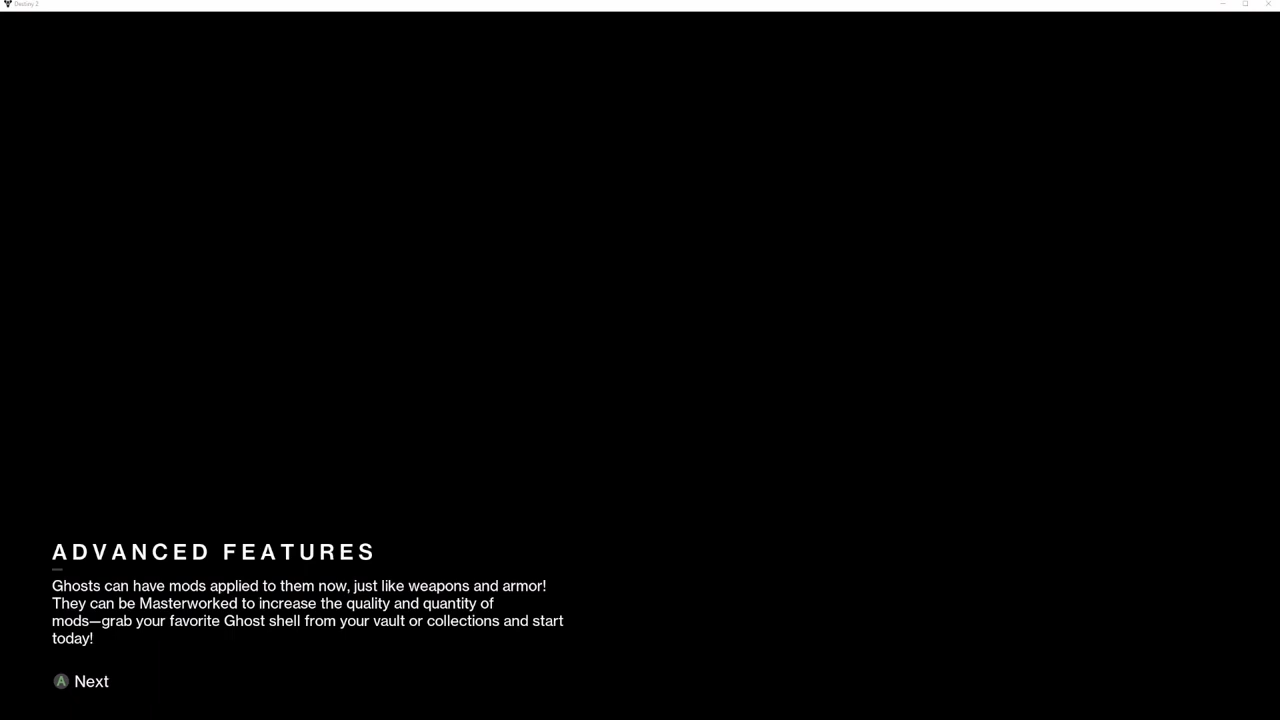 Destiny 2
ADVANCED FEATURES
Ghosts can have mods applied to them now, just like weapons and armor!
They can be Masterworked to increase the quality and quantity of
mods—grab your favorite Ghost shell from your vault or collections and start
today!
A Next